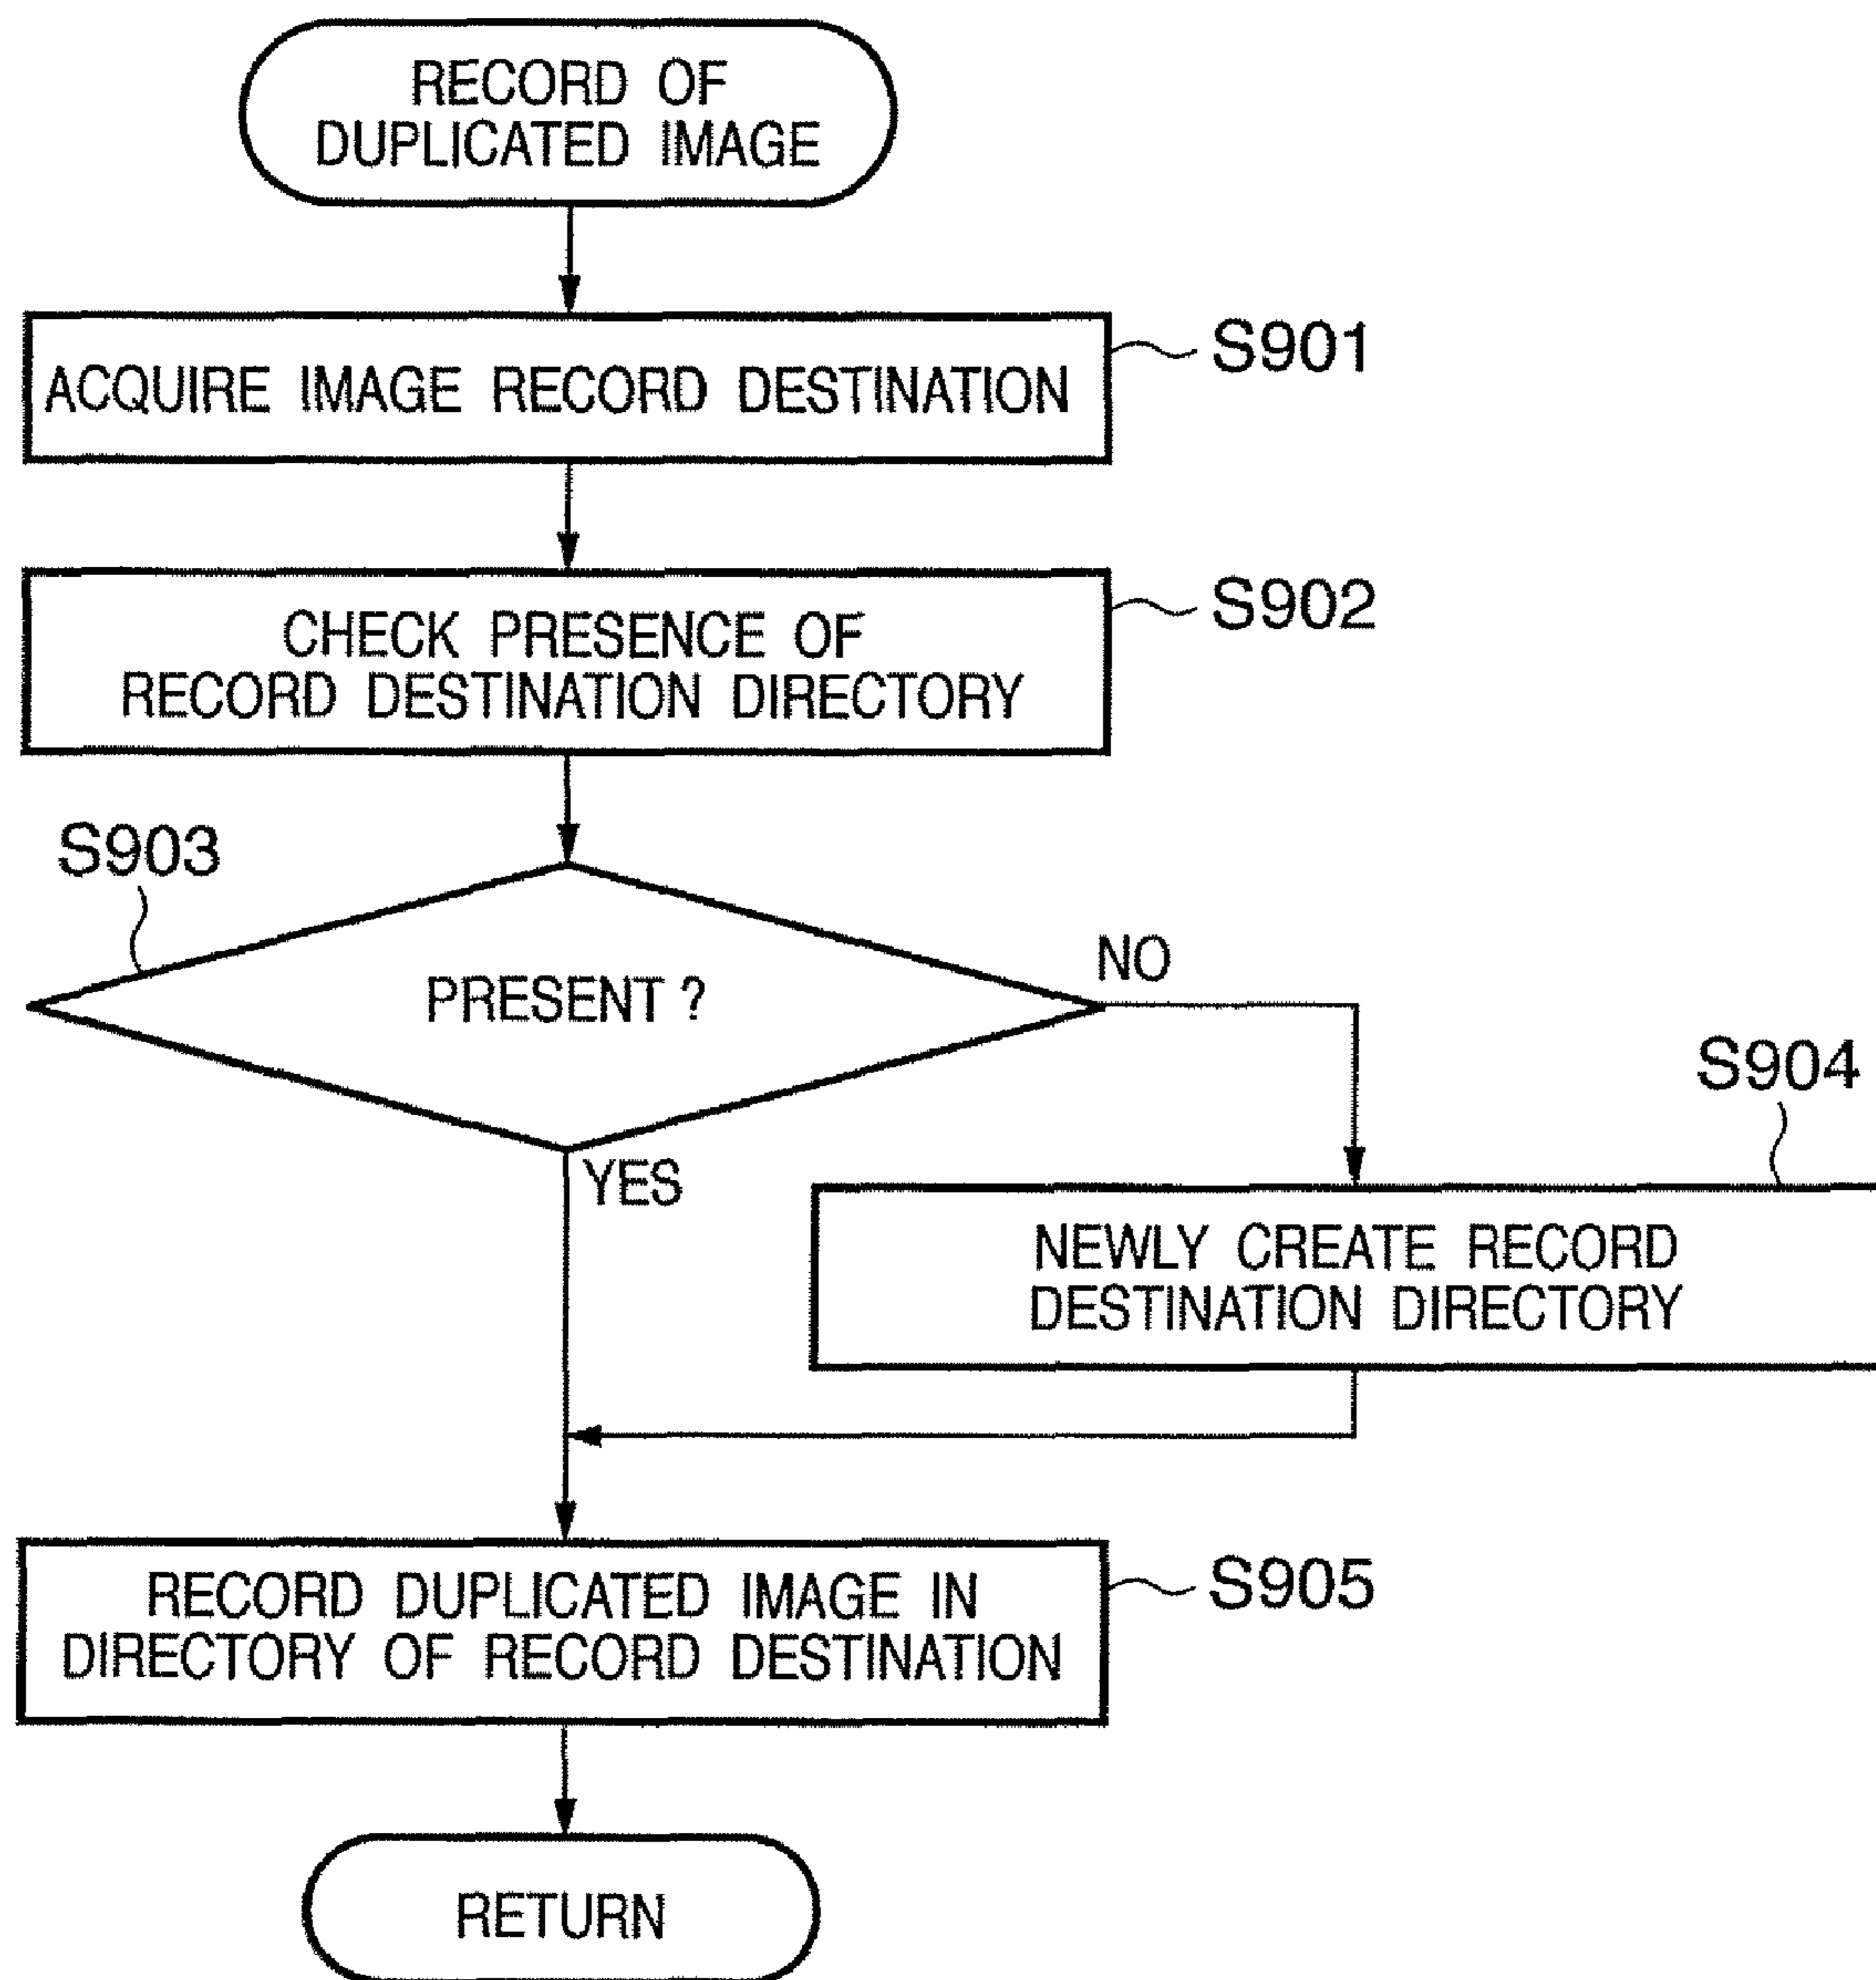 RECORD OF
DUPLICATED IMAGE
ACQUIRE IMAGE RECORD DESTINATION
S901
CHECK PRESENCE OF
RECORD DESTINATION DIRECTORY
S902
S903
PRESENT ?
NO
YES
S904
NEWLY CREATE RECORD
DESTINATION DIRECTORY
RECORD DUPLICATED IMAGE IN
DIRECTORY OF RECORD DESTINATION
S905
RETURN